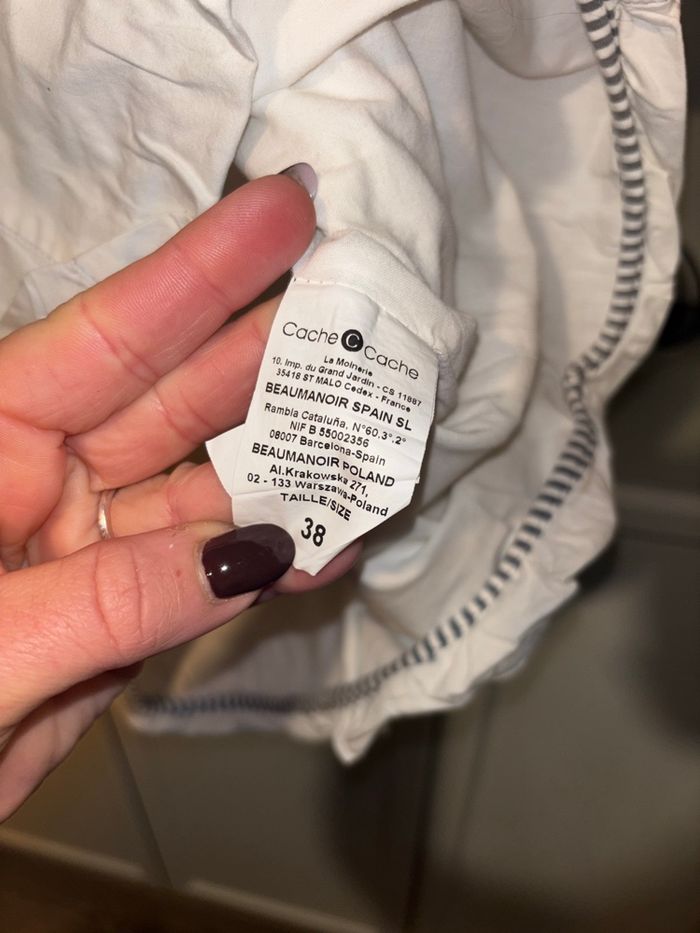 Cache C Cache
La Moinerie
10, Imp. du Grand Jardin - CS 11887
35418 ST MALO Cedex - France
BEAUMANOIR SPAIN SL
Rambla Cataluña, N°60.3°.2°
NIF B 55002356
08007 Barcelona-Spain
BEAUMANOIR POLAND
Al.Krakowska 271,
02 - 133 Warszawa-Poland
TAILLE/SIZE
38